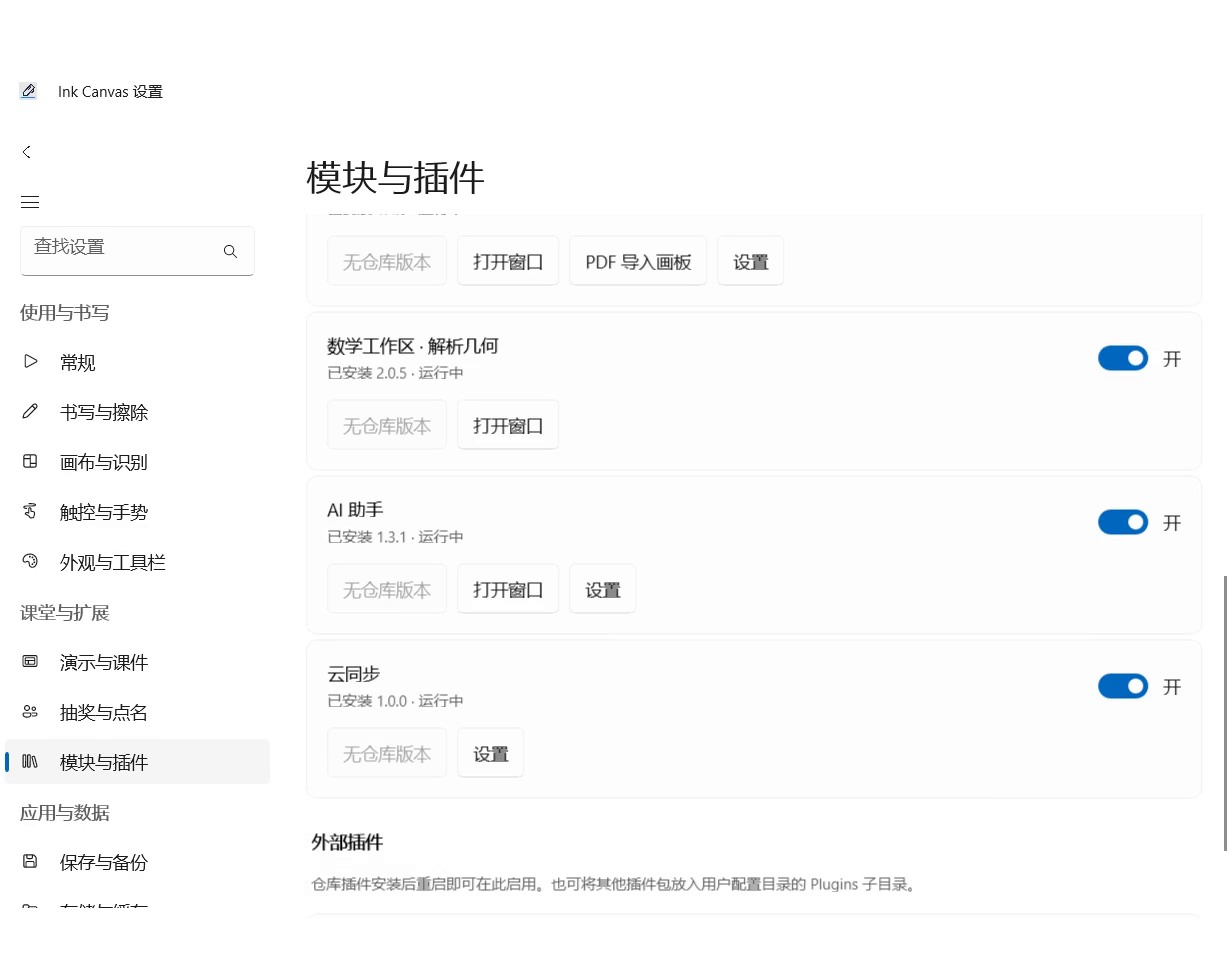 Ink Canvas 设置
模块与插件
查找设置
使用与书写
常规
书写与擦除
画布与识别
触控与手势
外观与工具栏
课堂与扩展
演示与课件
抽奖与点名
模块与插件
应用与数据
保存与备份
无仓库版本 打开窗口 PDF 导入画板 设置
数学工作区 · 解析几何
开
已安装 2.0.5 · 运行中
无仓库版本 打开窗口
AI 助手
开
已安装 1.3.1 · 运行中
无仓库版本 打开窗口 设置
云同步
开
已安装 1.0.0 · 运行中
无仓库版本 设置
外部插件
仓库插件安装后重启即可在此启用。也可将其他插件包放入用户配置目录的 Plugins 子目录。